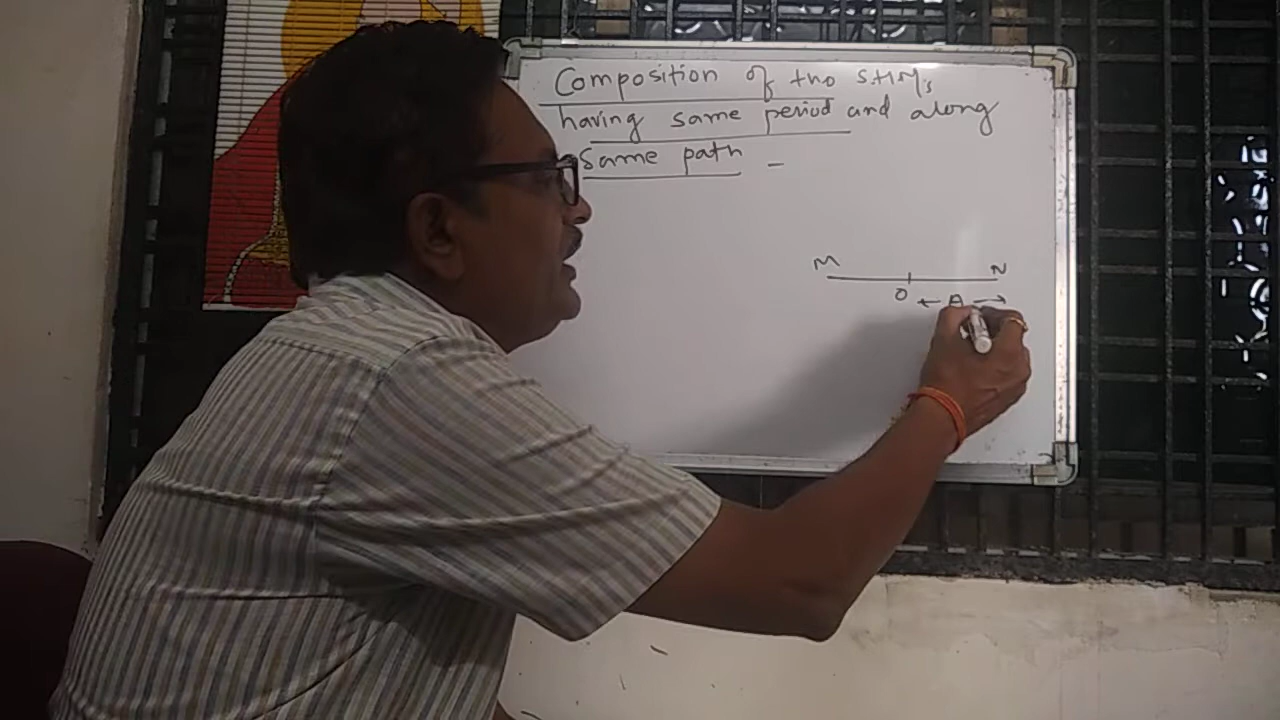 Composition of two S.H.M.s
having same period and along
same path -
M N
O ← A →